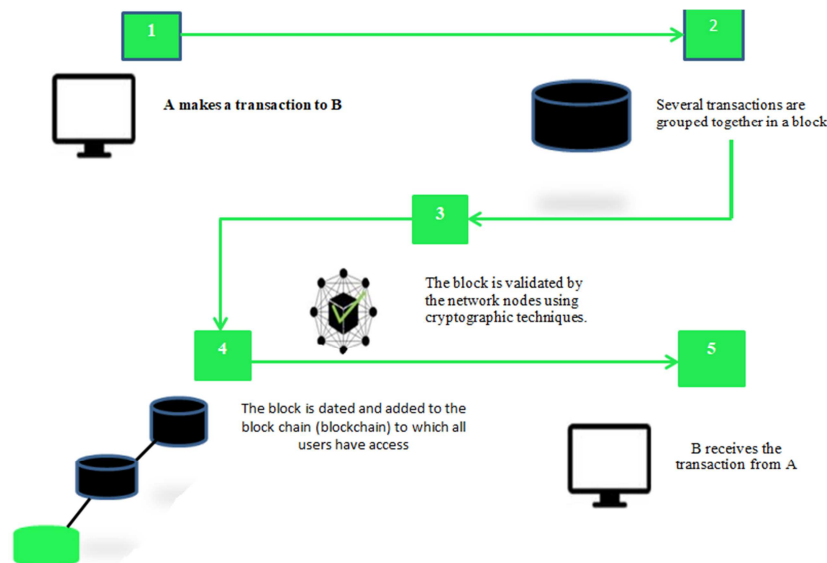 1
2
A makes a transaction to B
Several transactions are
grouped together in a block
3
The block is validated by
the network nodes using
cryptographic techniques.
4
5
The block is dated and added to the
block chain (blockchain) to which all
users have access
B receives the
transaction from A